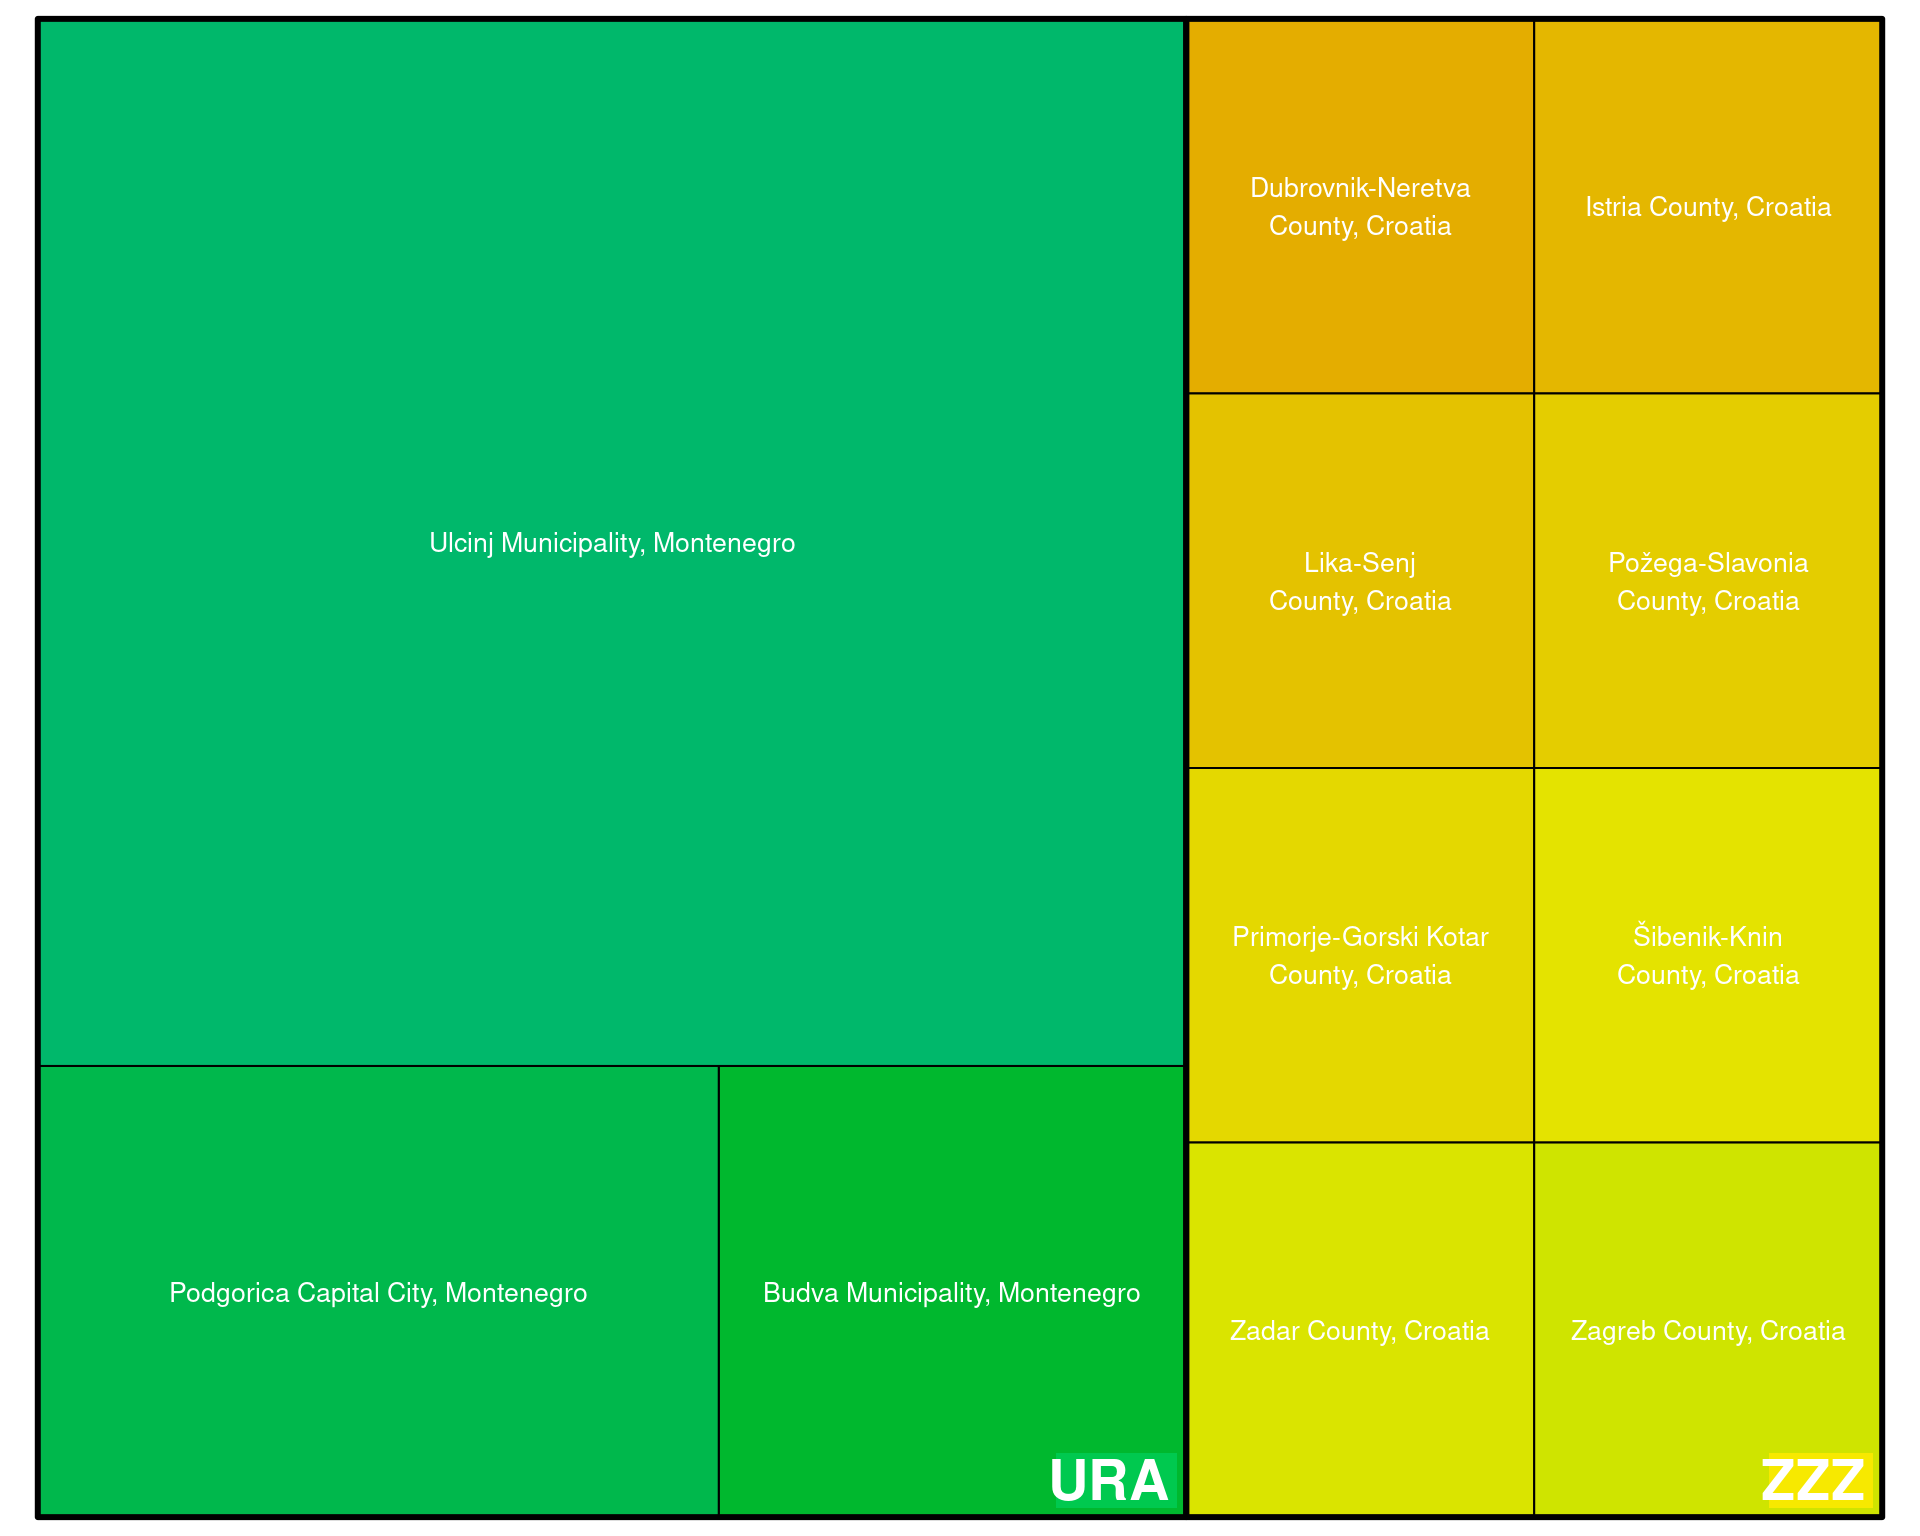 Ulcinj Municipality, Montenegro
Podgorica Capital City, Montenegro
Budva Municipality, Montenegro
URA
Dubrovnik-Neretva
County, Croatia
Istria County, Croatia
Lika-Senj
County, Croatia
Požega-Slavonia
County, Croatia
Primorje-Gorski Kotar
County, Croatia
Šibenik-Knin
County, Croatia
Zadar County, Croatia
Zagreb County, Croatia
ZZZ